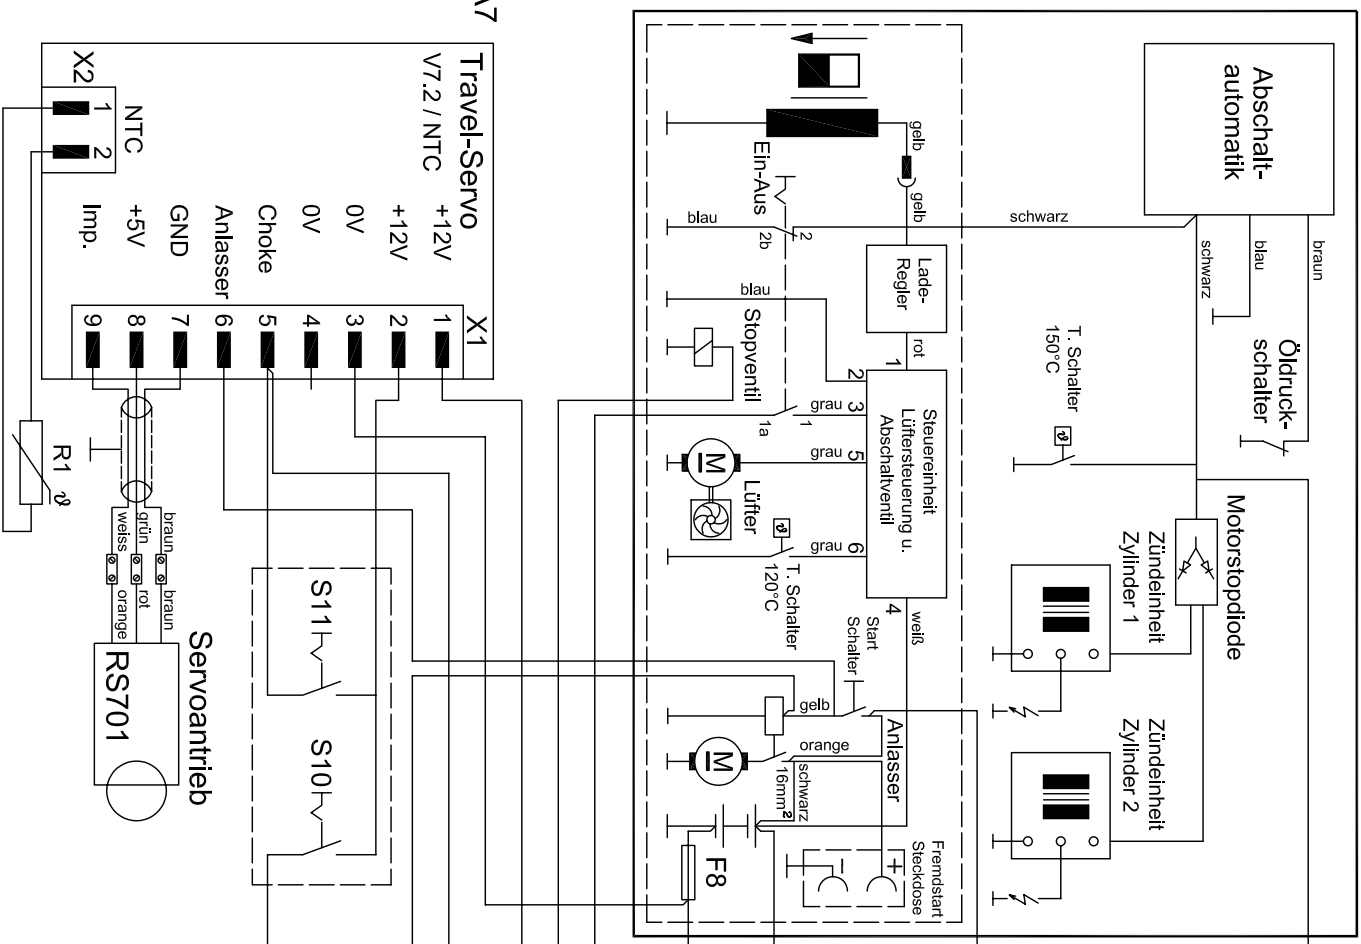 A7
Travel-Servo
V7.2 / NTC
X2
1
2
NTC
X1
+12V
1
+12V
2
0V
3
0V
4
Choke
5
Anlasser
6
GND
7
+5V
8
Imp.
9
R1
ϑ
weiss
grün
braun
orange
rot
braun
Servoantrieb
RS701
S11
S10
Abschalt-
automatik
schwarz
blau
braun
Öldruck-
schalter
T. Schalter
150°C
ϑ
Motorstopdiode
Zündeinheit
Zylinder 1
Zündeinheit
Zylinder 2
gelb
gelb
Ein-Aus
blau
2b
2
schwarz
Lade-
Regler
rot
1
blau
2
Stopventil
grau
3
1a
1
Steuereinheit
Lüftersteuerung u.
Abschaltventil
grau
5
M
Lüfter
grau
6
ϑ
T. Schalter
120°C
4
weiß
Start
Schalter
gelb
Anlasser
orange
M
schwarz
16mm²
F8
Fremdstart
Steckdose
+
-